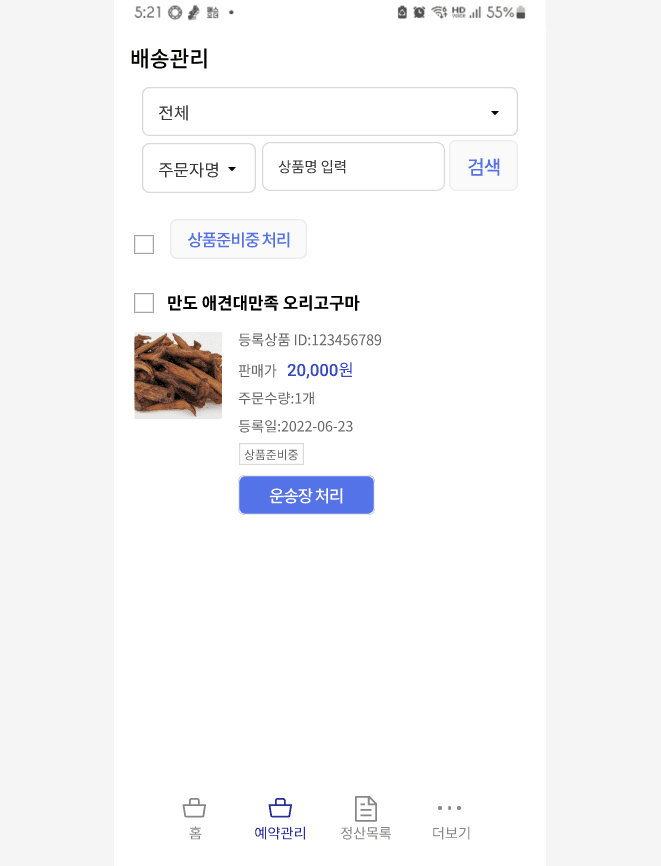 5:21 HD VOICE 55%
배송관리
전체
주문자명 상품명 입력 검색
상품준비중 처리
만도 애견대만족 오리고구마
등록상품 ID:123456789
판매가 20,000원
주문수량:1개
등록일:2022-06-23
상품준비중
운송장 처리
홈 예약관리 정산목록 더보기